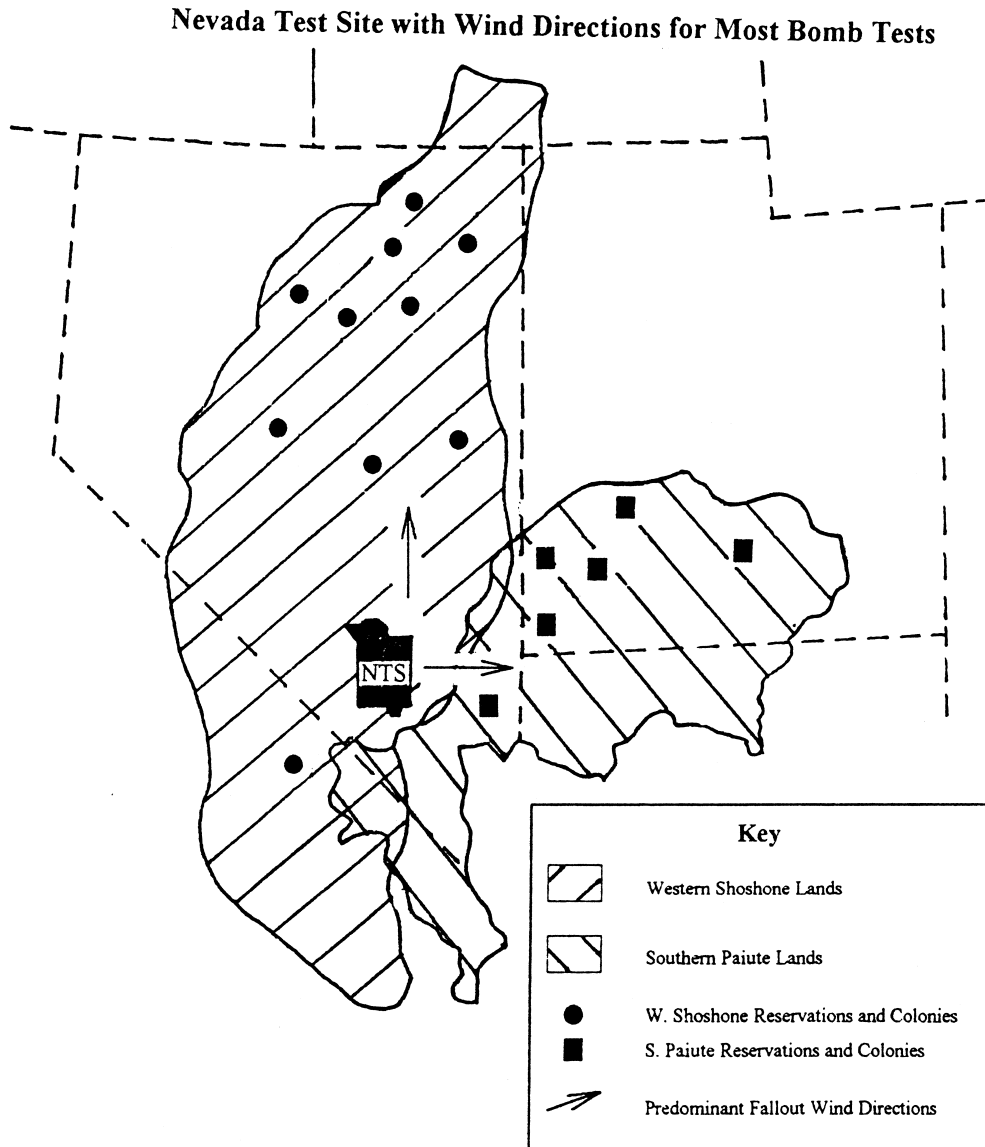 Nevada Test Site with Wind Directions for Most Bomb Tests
NTS
Key
Western Shoshone Lands
Southern Paiute Lands
W. Shoshone Reservations and Colonies
S. Paiute Reservations and Colonies
Predominant Fallout Wind Directions